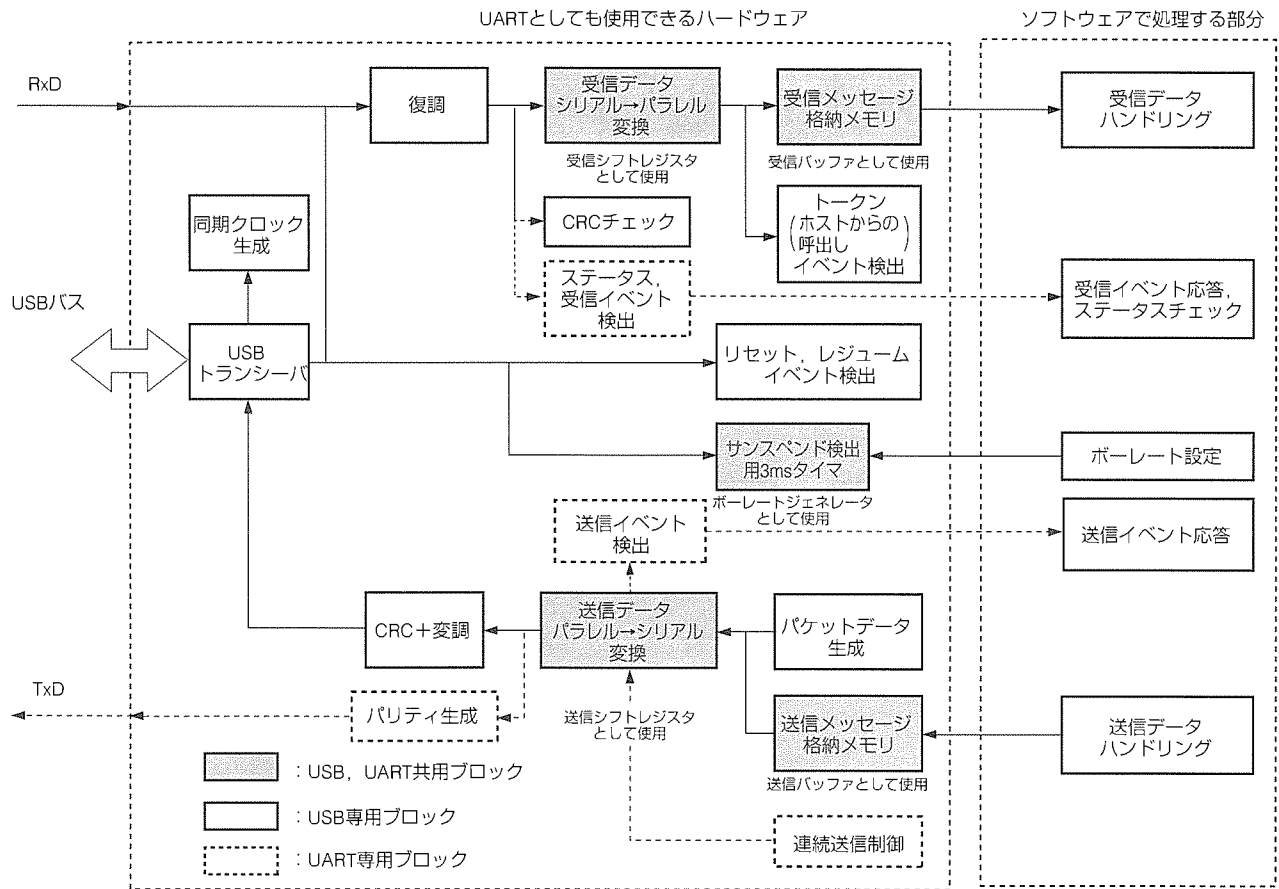 UARTとしても使用できるハードウェア
ソフトウェアで処理する部分
RxD
復調
受信データ
シリアル→パラレル
変換
受信シフトレジスタ
として使用
受信メッセージ
格納メモリ
受信バッファとして使用
受信データ
ハンドリング
同期クロック
生成
CRCチェック
トークン
(ホストからの
呼出し)
イベント検出
ステータス,
受信イベント
検出
受信イベント応答,
ステータスチェック
USBバス
USB
トランシーバ
リセット, レジューム
イベント検出
サンスペンド検出
用3msタイマ
ボーレートジェネレータ
として使用
ボーレート設定
送信イベント
検出
送信イベント応答
CRC+変調
送信データ
パラレル→シリアル
変換
パケットデータ
生成
TxD
パリティ生成
送信シフトレジスタ
として使用
送信メッセージ
格納メモリ
送信バッファとして使用
送信データ
ハンドリング
:USB, UART共用ブロック
:USB専用ブロック
:UART専用ブロック
連続送信制御